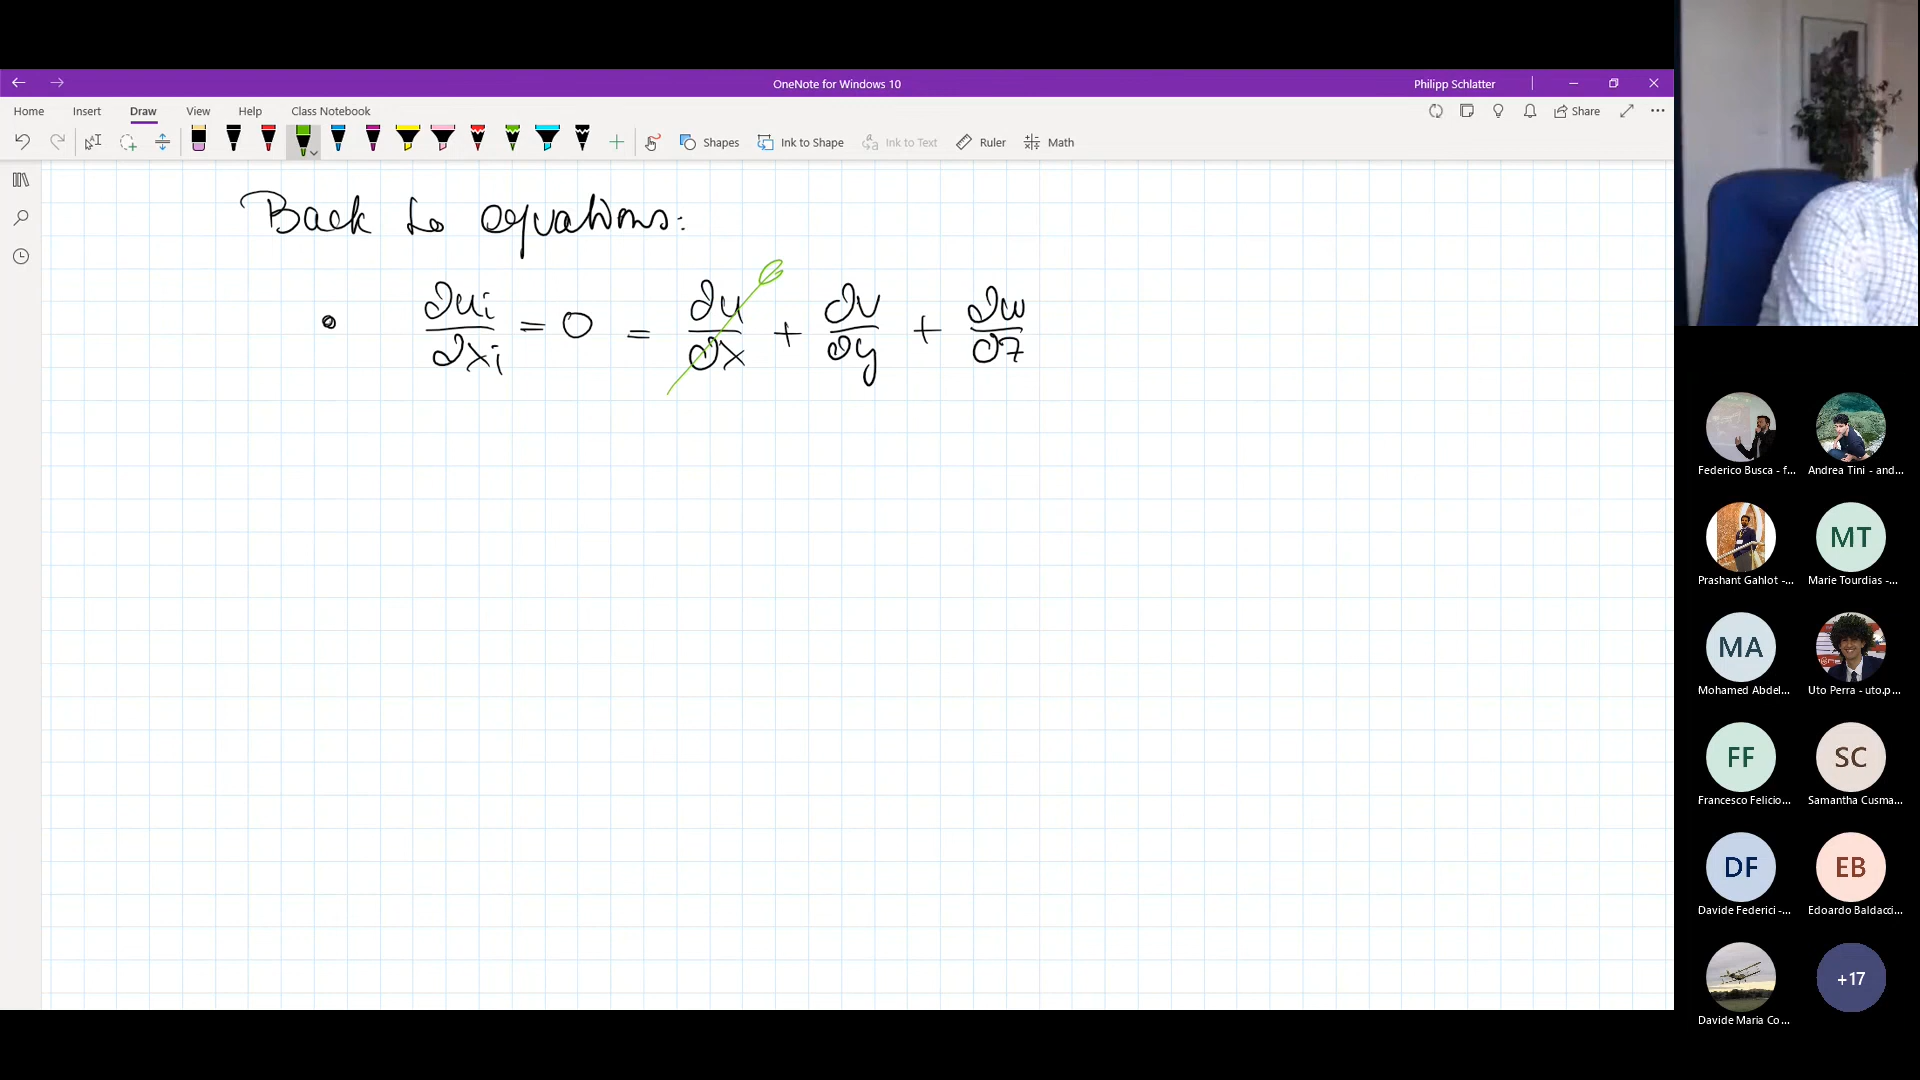 OneNote for Windows 10
Philipp Schlatter
Home Insert Draw View Help Class Notebook
Share
Shapes Ink to Shape Ink to Text Ruler Math
Back to equations:
∂ui/∂xi = 0 = ∂u/∂x + ∂v/∂y + ∂w/∂z
0
Federico Busca - f... Andrea Tini - and...
MT
Prashant Gahlot -... Marie Tourdias -...
MA
Mohamed Abdel... Uto Perra - uto.p...
FF SC
Francesco Felicio... Samantha Cusma...
DF EB
Davide Federici -... Edoardo Baldacci...
+17
Davide Maria Co...